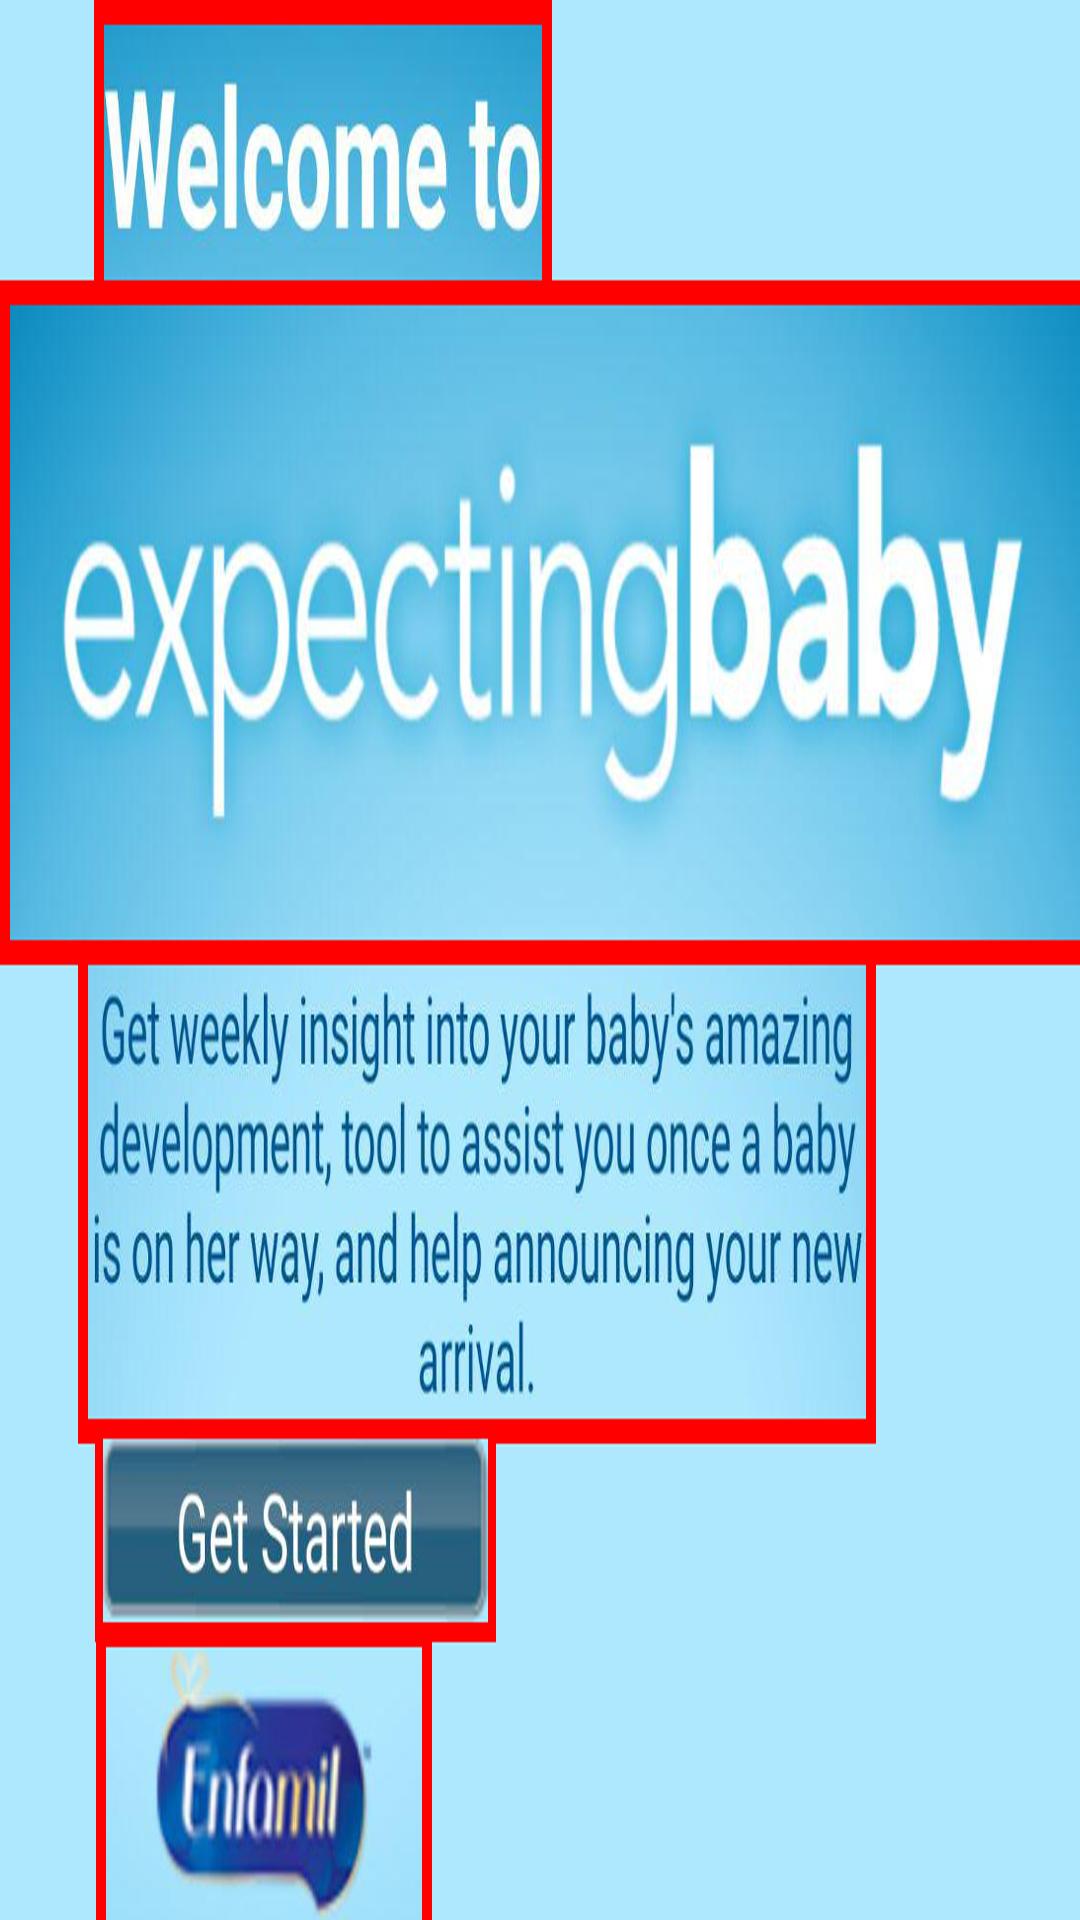 Welcome to
expectingbaby
Get weekly insight into your baby's amazing
development, tool to assist you once a baby
is on her way, and help announcing your new
arrival.
Get Started
Enfamil